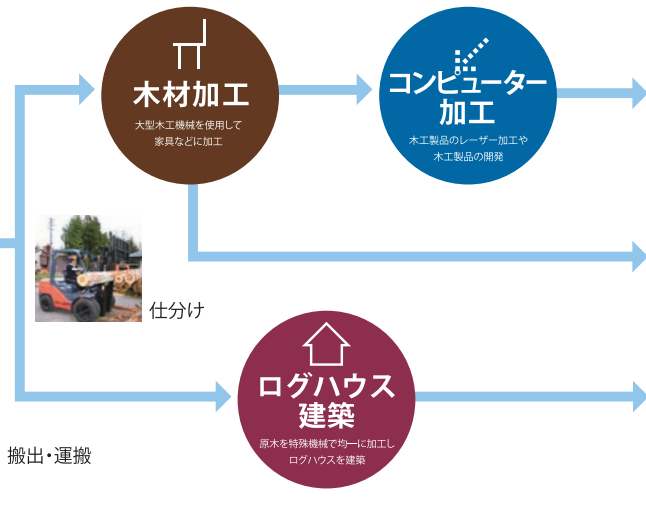 木材加工
大型木工機械を使用して
家具などに加工
コンピューター
加工
木工製品のレーザー加工や
木工製品の開発
仕分け
ログハウス
建築
原木を特殊機械で均一に加工し
ログハウスを建築
搬出・運搬